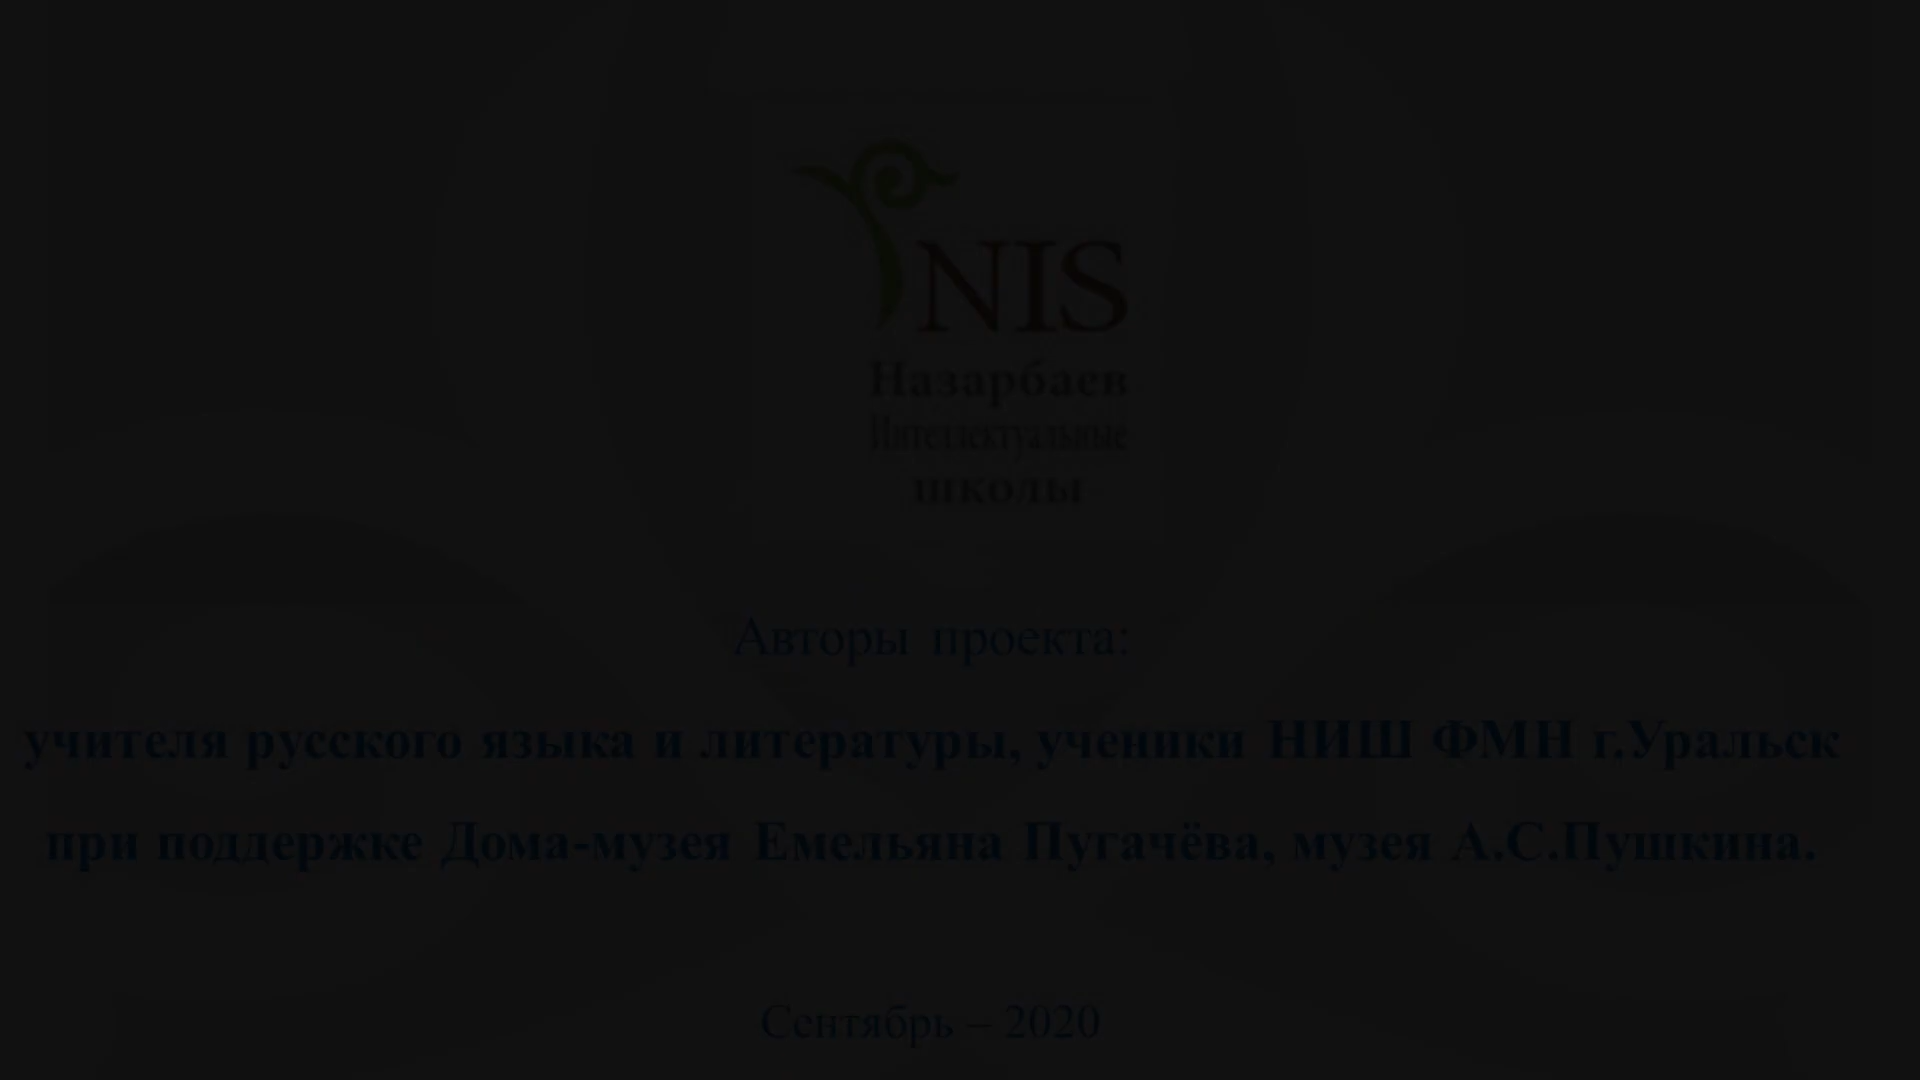 NIS
Назарбаев
Интеллектуальные
школы
Авторы проекта:
учителя русского языка и литературы, ученики НИШ ФМН г.Уральск
при поддержке Дома-музея Емельяна Пугачёва, музея А.С.Пушкина.
Сентябрь – 2020